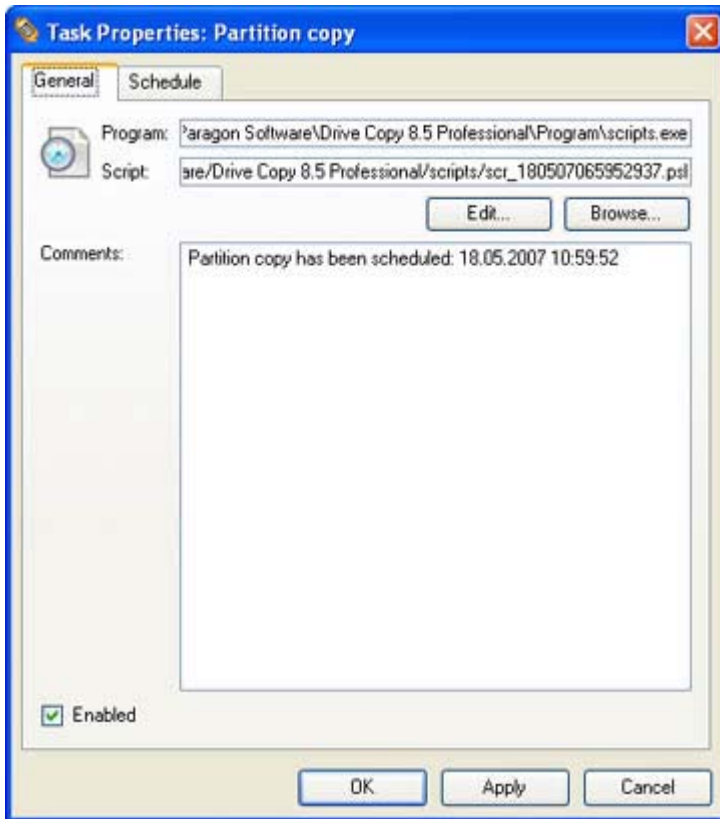 Task Properties: Partition copy
General Schedule
Program: Paragon Software\Drive Copy 8.5 Professional\Program\scripts.exe
Script: are/Drive Copy 8.5 Professional/scripts/scr_180507065952937.psl
Edit... Browse...
Comments: Partition copy has been scheduled: 18.05.2007 10:59:52
Enabled
OK Apply Cancel